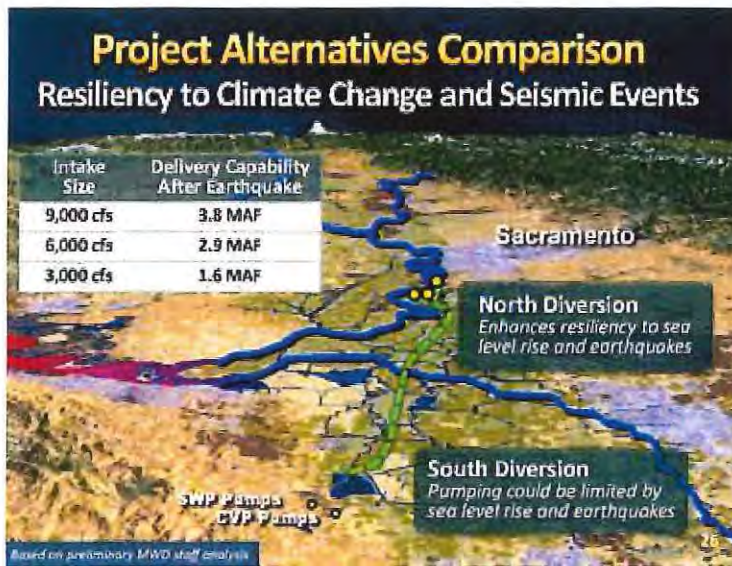 Project Alternatives Comparison
Resiliency to Climate Change and Seismic Events
Intake Size
Delivery Capability After Earthquake
9,000 cfs 3.8 MAF
6,000 cfs 2.9 MAF
3,000 cfs 1.6 MAF
Sacramento
North Diversion
Enhances resiliency to sea
level rise and earthquakes
South Diversion
Pumping could be limited by
sea level rise and earthquakes
SWP Pumps
CVP Pumps
Based on preliminary MWD staff analysis
26